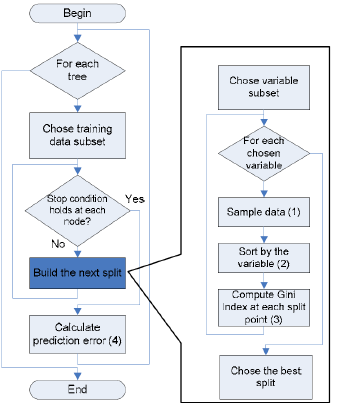 Begin
For each
tree
Chose training
data subset
Stop condition
holds at each
node?
Yes
No
Build the next split
Calculate
prediction error (4)
End
Chose variable
subset
For each
chosen
variable
Sample data (1)
Sort by the
variable (2)
Compute Gini
Index at each split
point (3)
Chose the best
split